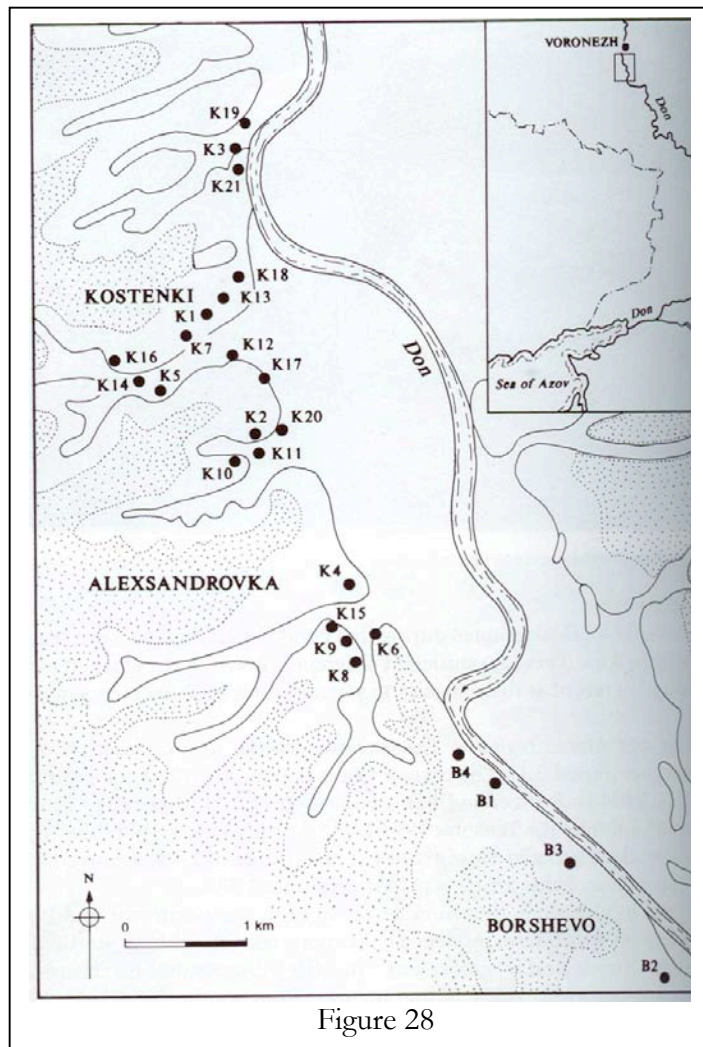 VORONEZH
Don
Don
Sea of Azov
K19
K3
K21
K18
KOSTENKI
K13
K1
K7
K12
K16
K14
K5
K17
Don
K2
K20
K11
K10
ALEXSANDROVKA
K4
K15
K9
K6
K8
B4
B1
B3
N
0
1 km
BORSHEVO
B2
Figure 28